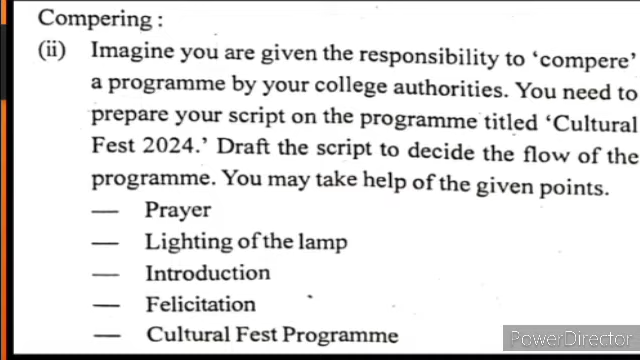 Compering :
(ii) Imagine you are given the responsibility to ‘compere’
a programme by your college authorities. You need to
prepare your script on the programme titled ‘Cultural
Fest 2024.’ Draft the script to decide the flow of the
programme. You may take help of the given points.
— Prayer
— Lighting of the lamp
— Introduction
— Felicitation
— Cultural Fest Programme
PowerDirector